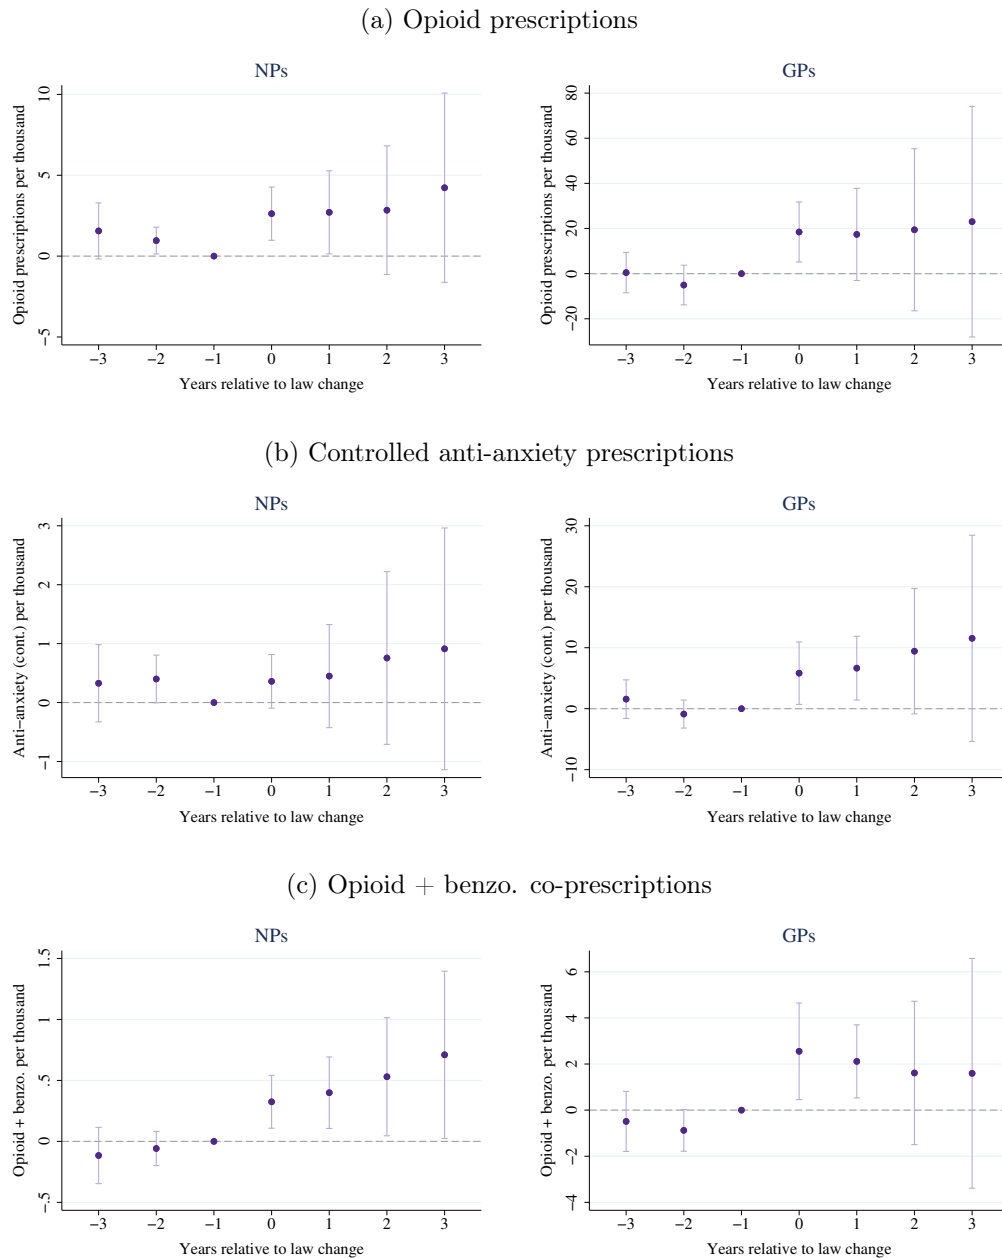 (a) Opioid prescriptions
NPs
Opioid prescriptions per thousand
10
5
0
−5
−3 −2 −1 0 1 2 3
Years relative to law change
GPs
Opioid prescriptions per thousand
80
60
40
20
0
−20
−3 −2 −1 0 1 2 3
Years relative to law change
(b) Controlled anti-anxiety prescriptions
NPs
Anti−anxiety (cont.) per thousand
3
2
1
0
−1
−3 −2 −1 0 1 2 3
Years relative to law change
GPs
Anti−anxiety (cont.) per thousand
30
20
10
0
−10
−3 −2 −1 0 1 2 3
Years relative to law change
(c) Opioid + benzo. co-prescriptions
NPs
Opioid + benzo. per thousand
1.5
1
.5
0
−.5
−3 −2 −1 0 1 2 3
Years relative to law change
GPs
Opioid + benzo. per thousand
6
4
2
0
−2
−4
−3 −2 −1 0 1 2 3
Years relative to law change